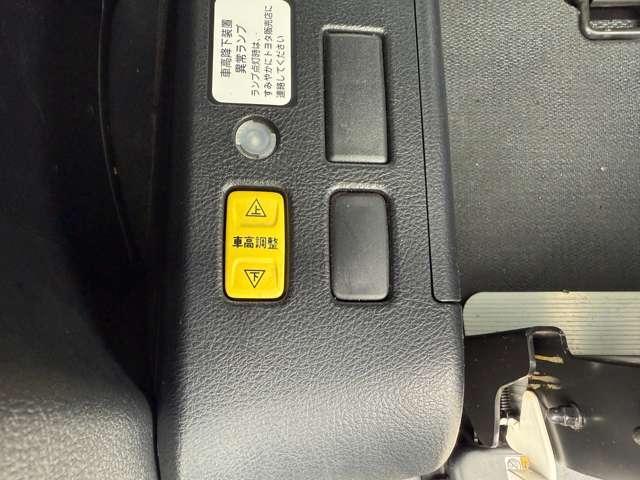 車高降下装置
異常ランプ
ランプ点灯時は、
すみやかにトヨタ販売店に
連絡してください
上
車高調整
下